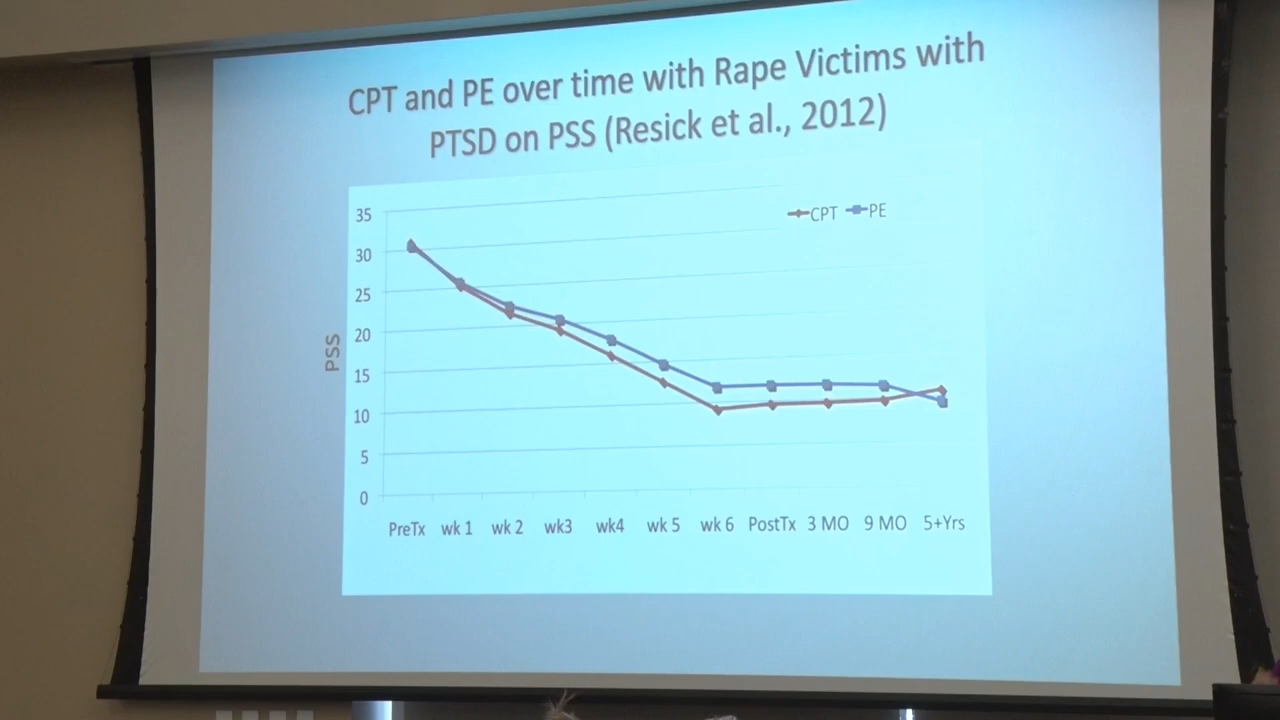 CPT and PE over time with Rape Victims with
PTSD on PSS (Resick et al., 2012)
CPT PE
35
30
25
20
15
10
5
0
PSS
PreTx wk 1 wk 2 wk3 wk4 wk 5 wk 6 PostTx 3 MO 9 MO 5+Yrs